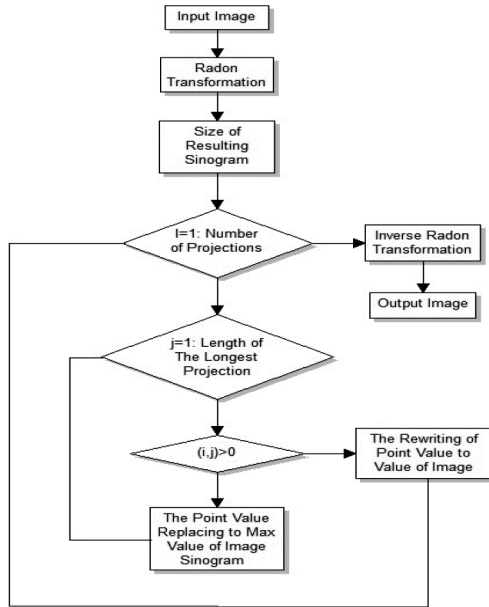 Input Image
Radon
Transformation
Size of
Resulting
Sinogram
I=1: Number
of Projections
Inverse Radon
Transformation
Output Image
j=1: Length of
The Longest
Projection
(i,j)>0
The Rewriting of
Point Value to
Value of Image
The Point Value
Replacing to Max
Value of Image
Sinogram